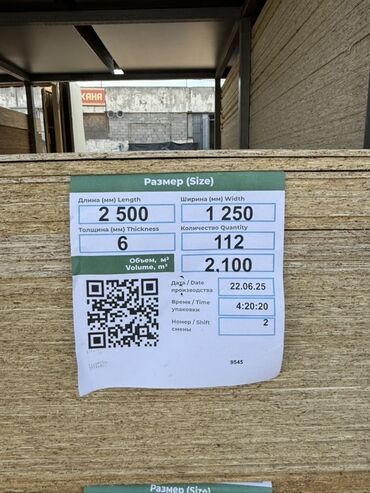 КАНА
Размер (Size)
Длина (мм) Length
Ширина (мм) Width
2 500
1 250
Толщина (мм) Thickness
Количество Quantity
6
112
Объем, м³
Volume, m³
2,100
Дата / Date
производства
22.06.25
Время / Time
упаковки
4:20:20
Номер / Shift
смены
2
9545
Размер (Size)